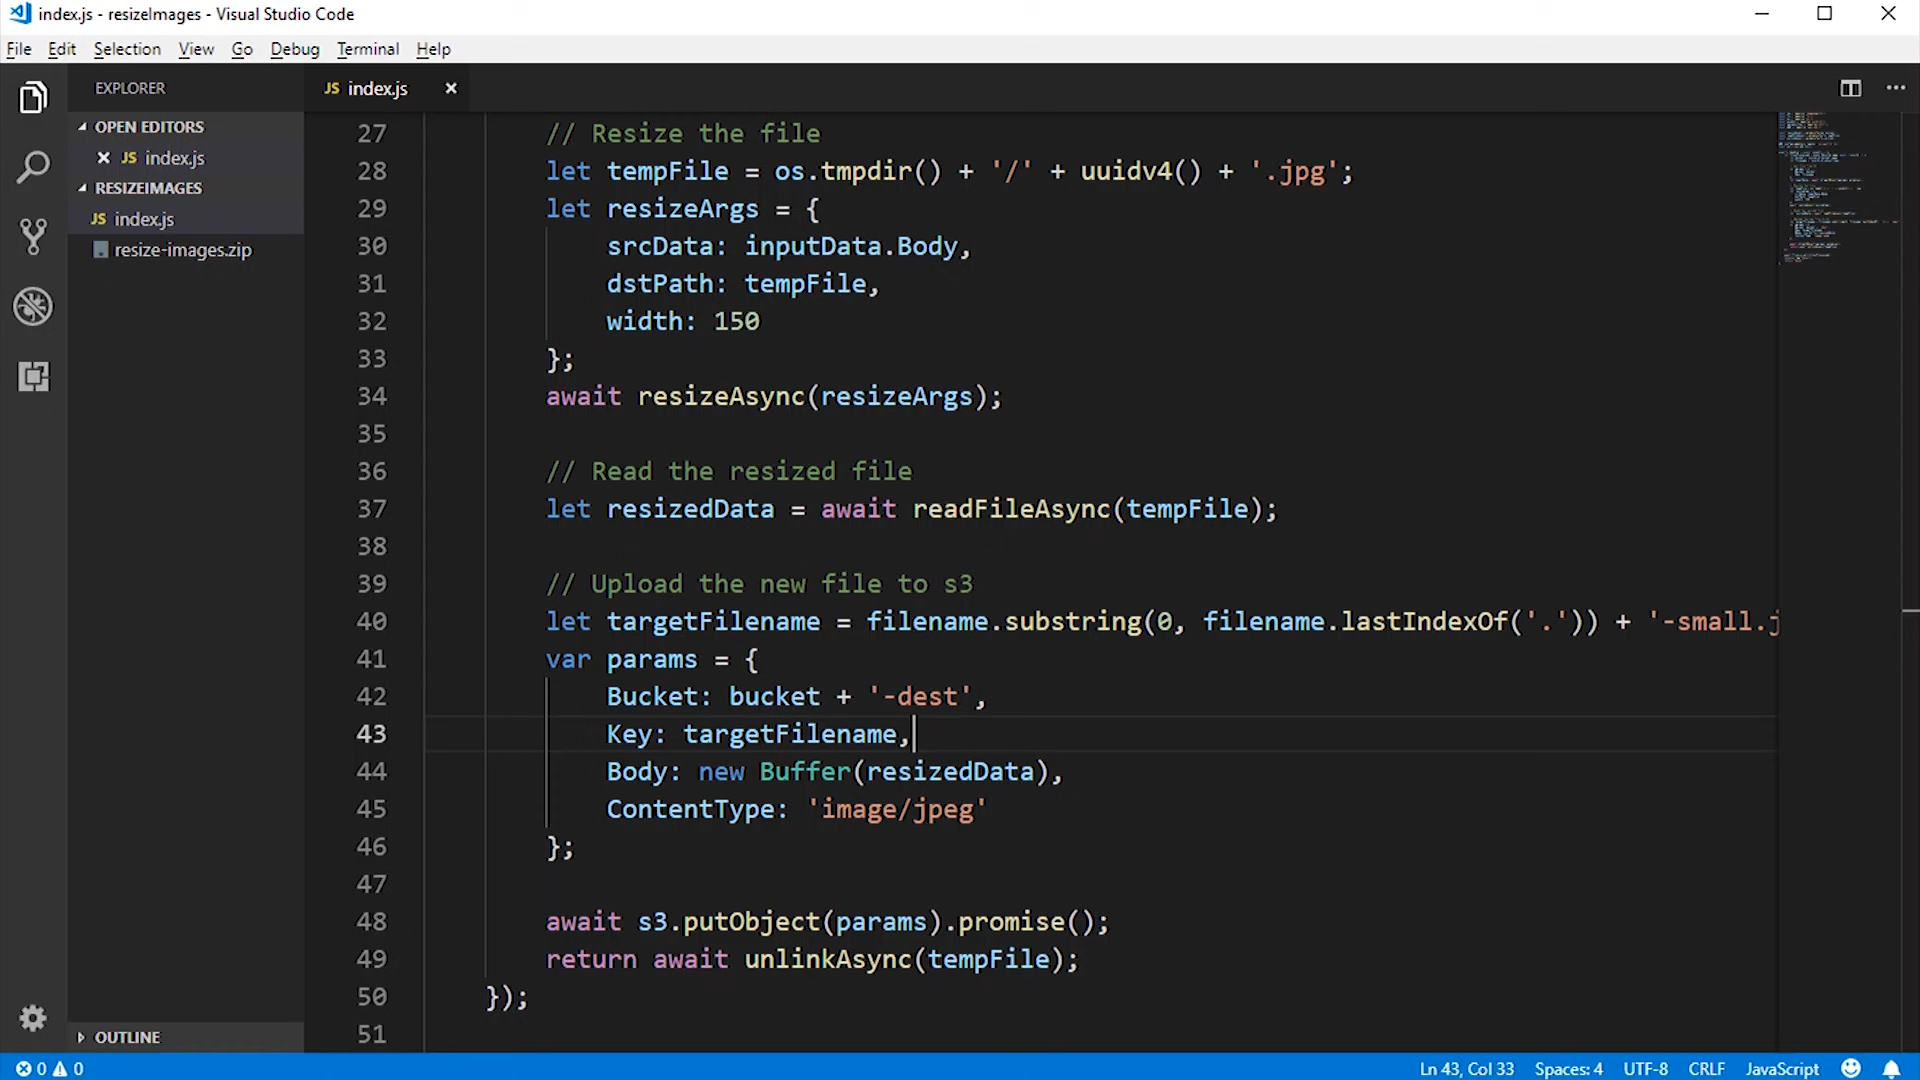 index.js - resizeImages - Visual Studio Code
File Edit Selection View Go Debug Terminal Help
EXPLORER
OPEN EDITORS
JS index.js
RESIZEIMAGES
JS index.js
resize-images.zip
OUTLINE
JS index.js
27 // Resize the file
28 let tempFile = os.tmpdir() + '/' + uuidv4() + '.jpg';
29 let resizeArgs = {
30 srcData: inputData.Body,
31 dstPath: tempFile,
32 width: 150
33 };
34 await resizeAsync(resizeArgs);
35
36 // Read the resized file
37 let resizedData = await readFileAsync(tempFile);
38
39 // Upload the new file to s3
40 let targetFilename = filename.substring(0, filename.lastIndexOf('.')) + '-small.j
41 var params = {
42 Bucket: bucket + '-dest',
43 Key: targetFilename,
44 Body: new Buffer(resizedData),
45 ContentType: 'image/jpeg'
46 };
47
48 await s3.putObject(params).promise();
49 return await unlinkAsync(tempFile);
50 });
51
0 0 Ln 43, Col 33 Spaces: 4 UTF-8 CRLF JavaScript